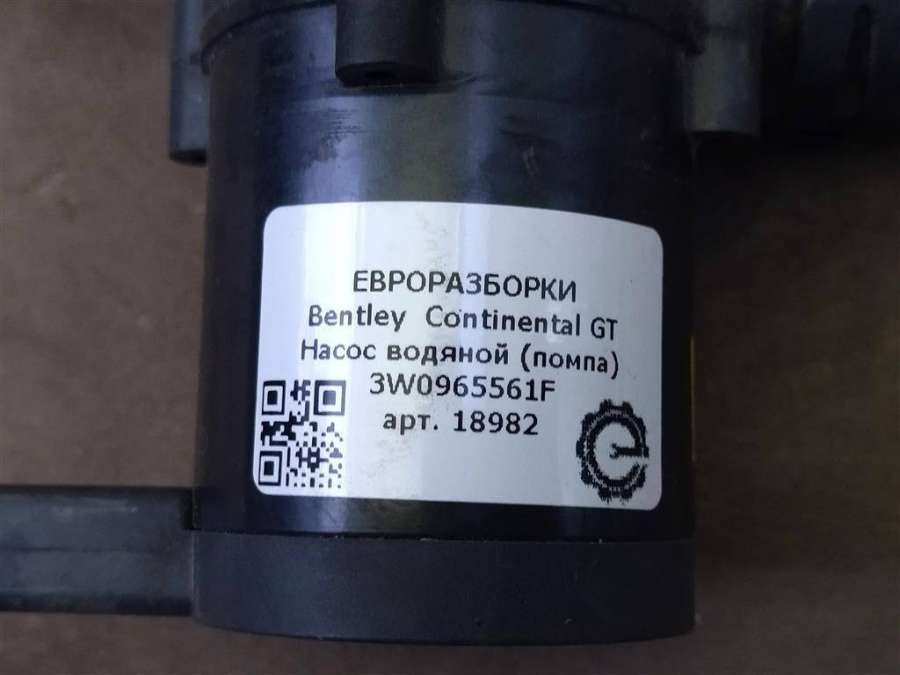 ЕВРОРАЗБОРКИ
Bentley Continental GT
Насос водяной (помпа)
3W0965561F
арт. 18982